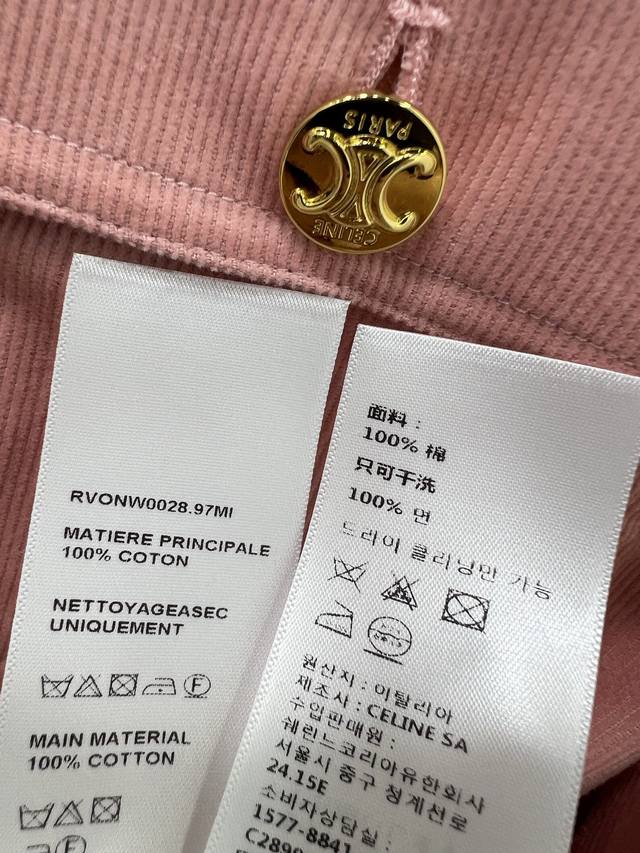 PARIS
CELINE
RVONW0028.97MI
MATIERE PRINCIPALE
100% COTON
NETTOYAGEASEC
UNIQUEMENT
F
MAIN MATERIAL
100% COTTON
F
面料：
100% 棉
只可干洗
100% 면
드라이 클리닝만 가능
원산지 : 이탈리아
제조사 : CELINE SA
수입판매원 :
쉐린느코리아유한회사
서울시 중구 청계천로
24.15E
소비자상담실 :
1577-8841